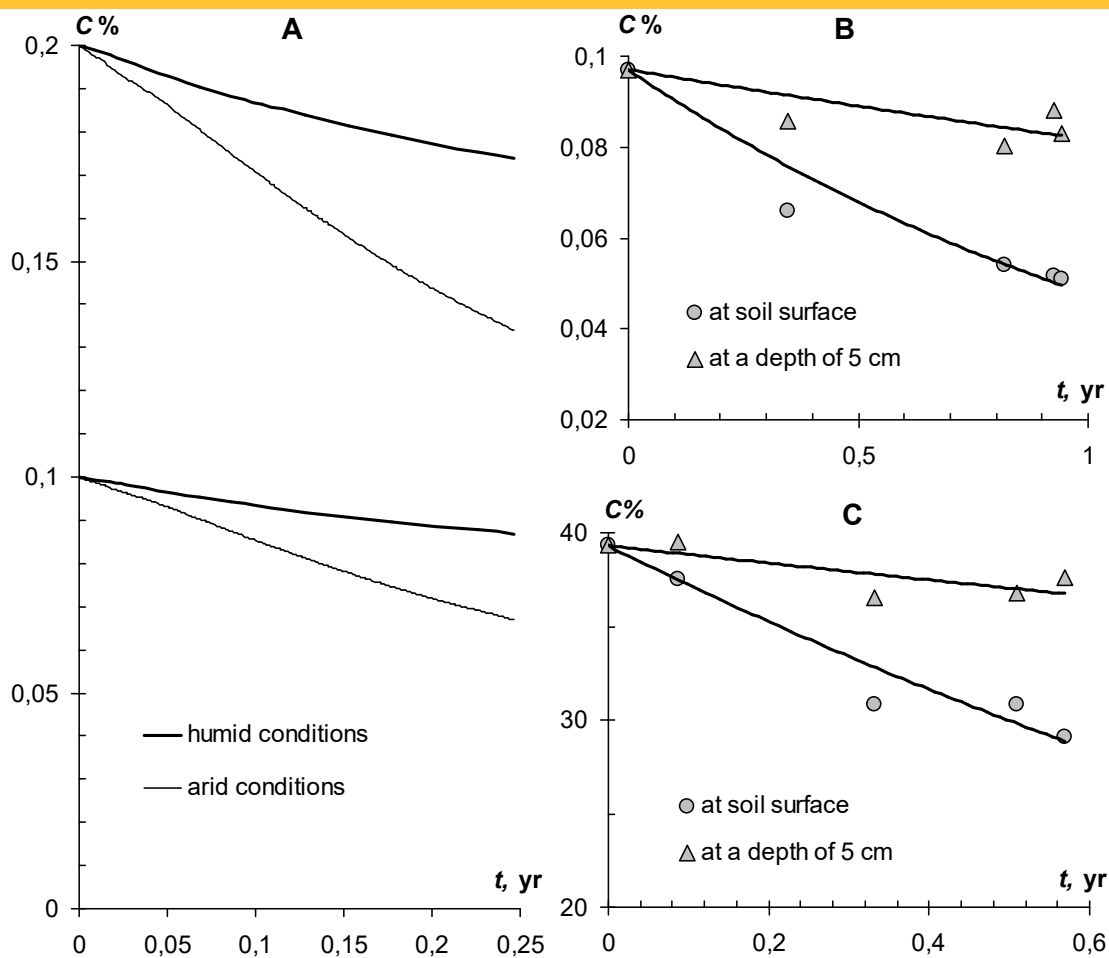 C %
A
0,2
0,15
0,1
0,05
0
humid conditions
arid conditions
t, yr
0
0,05
0,1
0,15
0,2
0,25
C %
B
0,1
0,08
0,06
0,04
0,02
at soil surface
at a depth of 5 cm
t, yr
0
0,5
1
C%
C
40
30
20
at soil surface
at a depth of 5 cm
t, yr
0
0,2
0,4
0,6